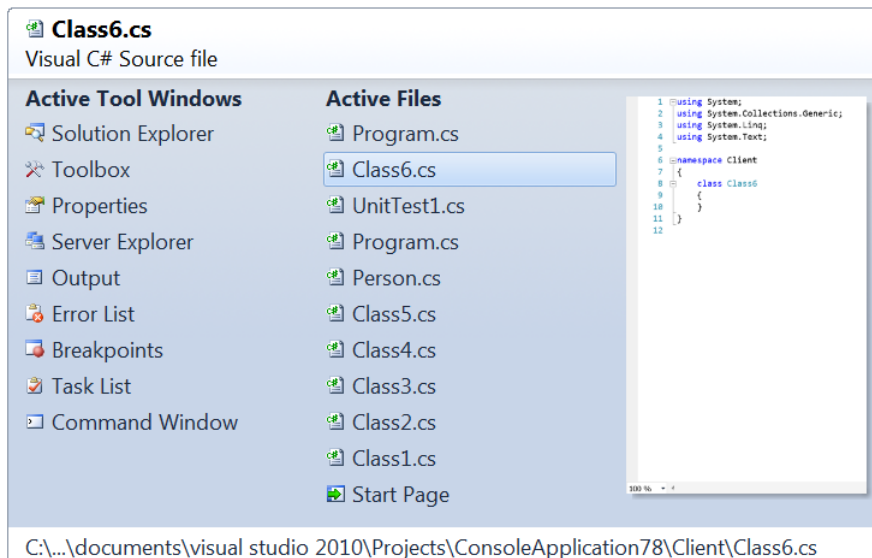 Class6.cs
Visual C# Source file
Active Tool Windows
Solution Explorer
Toolbox
Properties
Server Explorer
Output
Error List
Breakpoints
Task List
Command Window
Active Files
Program.cs
Class6.cs
UnitTest1.cs
Program.cs
Person.cs
Class5.cs
Class4.cs
Class3.cs
Class2.cs
Class1.cs
Start Page
1 using System;
2 using System.Collections.Generic;
3 using System.Linq;
4 using System.Text;
5
6 namespace Client
7 {
8 class Class6
9 {
10 }
11 }
12
100 %
C:\...\documents\visual studio 2010\Projects\ConsoleApplication78\Client\Class6.cs